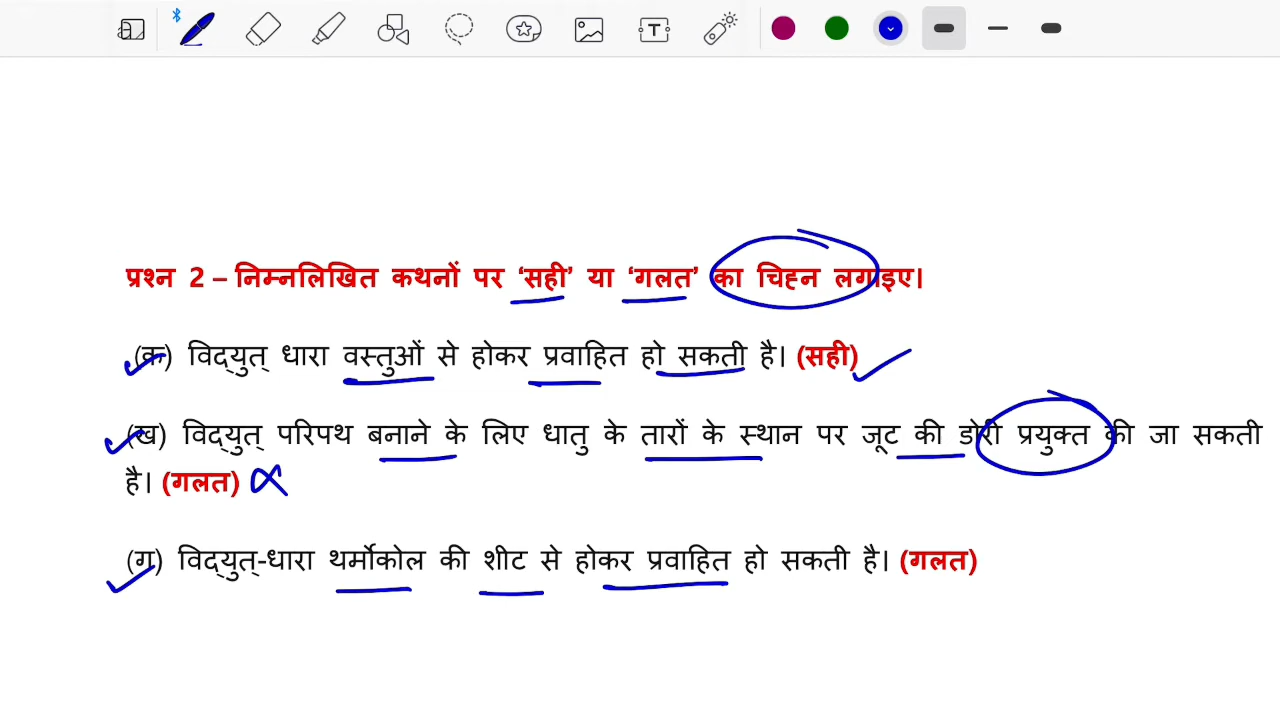 प्रश्न 2 – निम्नलिखित कथनों पर ‘सही’ या ‘गलत’ का चिह्न लगाइए।
(क) विद्युत् धारा वस्तुओं से होकर प्रवाहित हो सकती है। (सही)
(ख) विद्युत् परिपथ बनाने के लिए धातु के तारों के स्थान पर जूट की डोरी प्रयुक्त की जा सकती
है। (गलत)
(ग) विद्युत्-धारा थर्मोकोल की शीट से होकर प्रवाहित हो सकती है। (गलत)